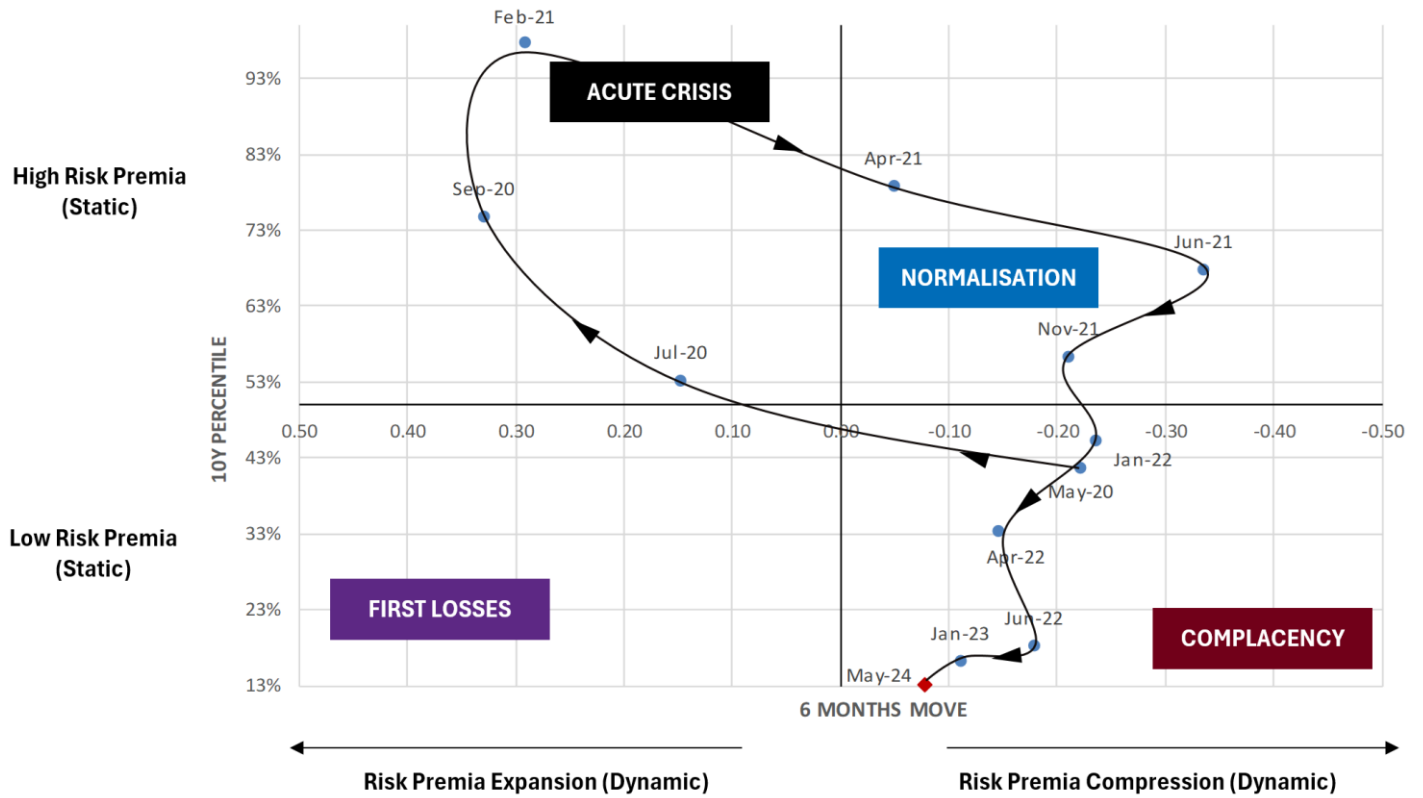 Feb-21
93%
ACUTE CRISIS
83%
Apr-21
High Risk Premia
(Static)
Sep-20
73%
Jun-21
NORMALISATION
63%
Nov-21
Jul-20
53%
10Y PERCENTILE
0.50 0.40 0.30 0.20 0.10 0.00 -0.10 -0.20 -0.30 -0.40 -0.50
43%
Jan-22
May-20
Low Risk Premia
(Static)
33%
Apr-22
23%
FIRST LOSSES
Jun-22
Jan-23
COMPLACENCY
May-24
13%
6 MONTHS MOVE
Risk Premia Expansion (Dynamic)
Risk Premia Compression (Dynamic)